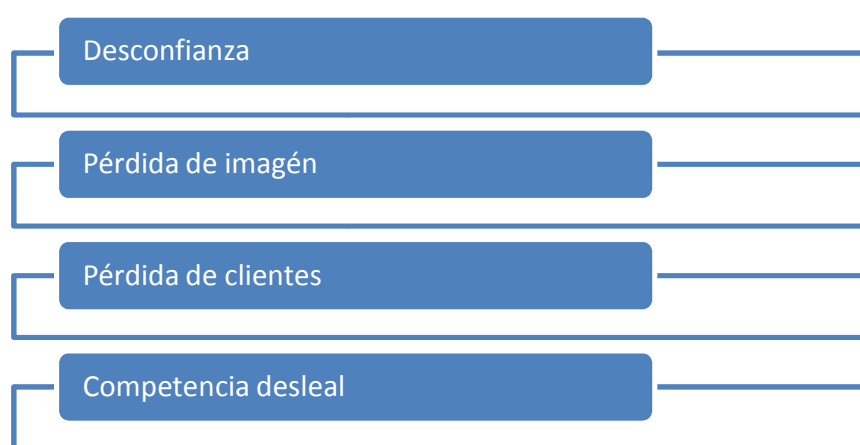 Desconfianza
Pérdida de imagén
Pérdida de clientes
Competencia desleal